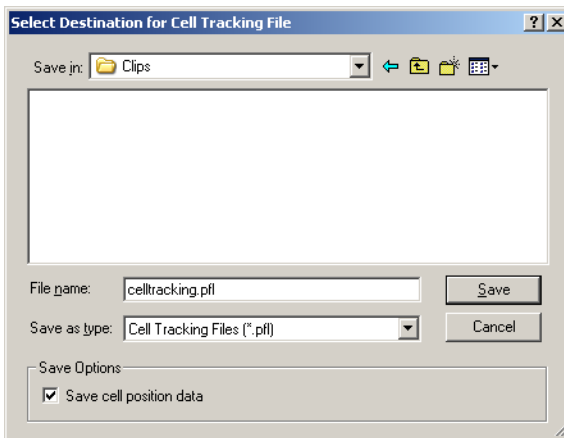 Select Destination for Cell Tracking File
Save in: Clips
File name: celltracking.pfl
Save
Save as type: Cell Tracking Files (*.pfl)
Cancel
Save Options
Save cell position data